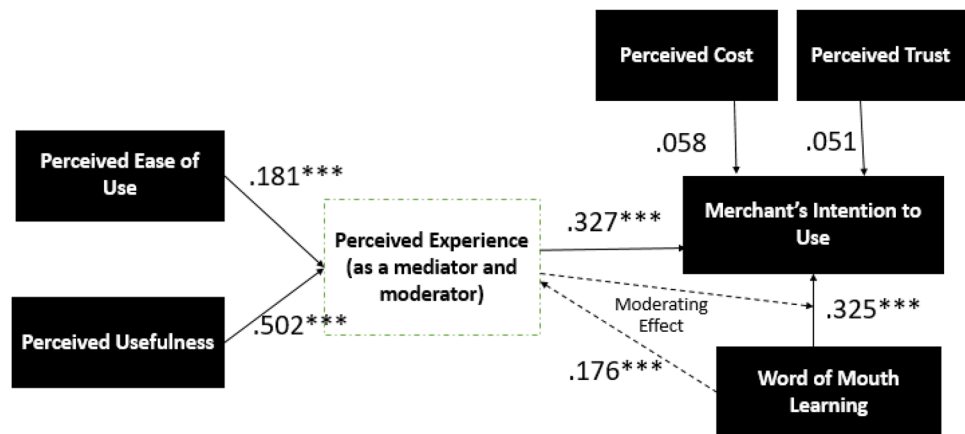 Perceived Cost
Perceived Trust
.058
.051
Perceived Ease of
Use
.181***
Merchant's Intention to
Use
.327***
Perceived Experience
(as a mediator and
moderator)
Moderating
Effect
.325***
Perceived Usefulness
.502***
.176***
Word of Mouth
Learning